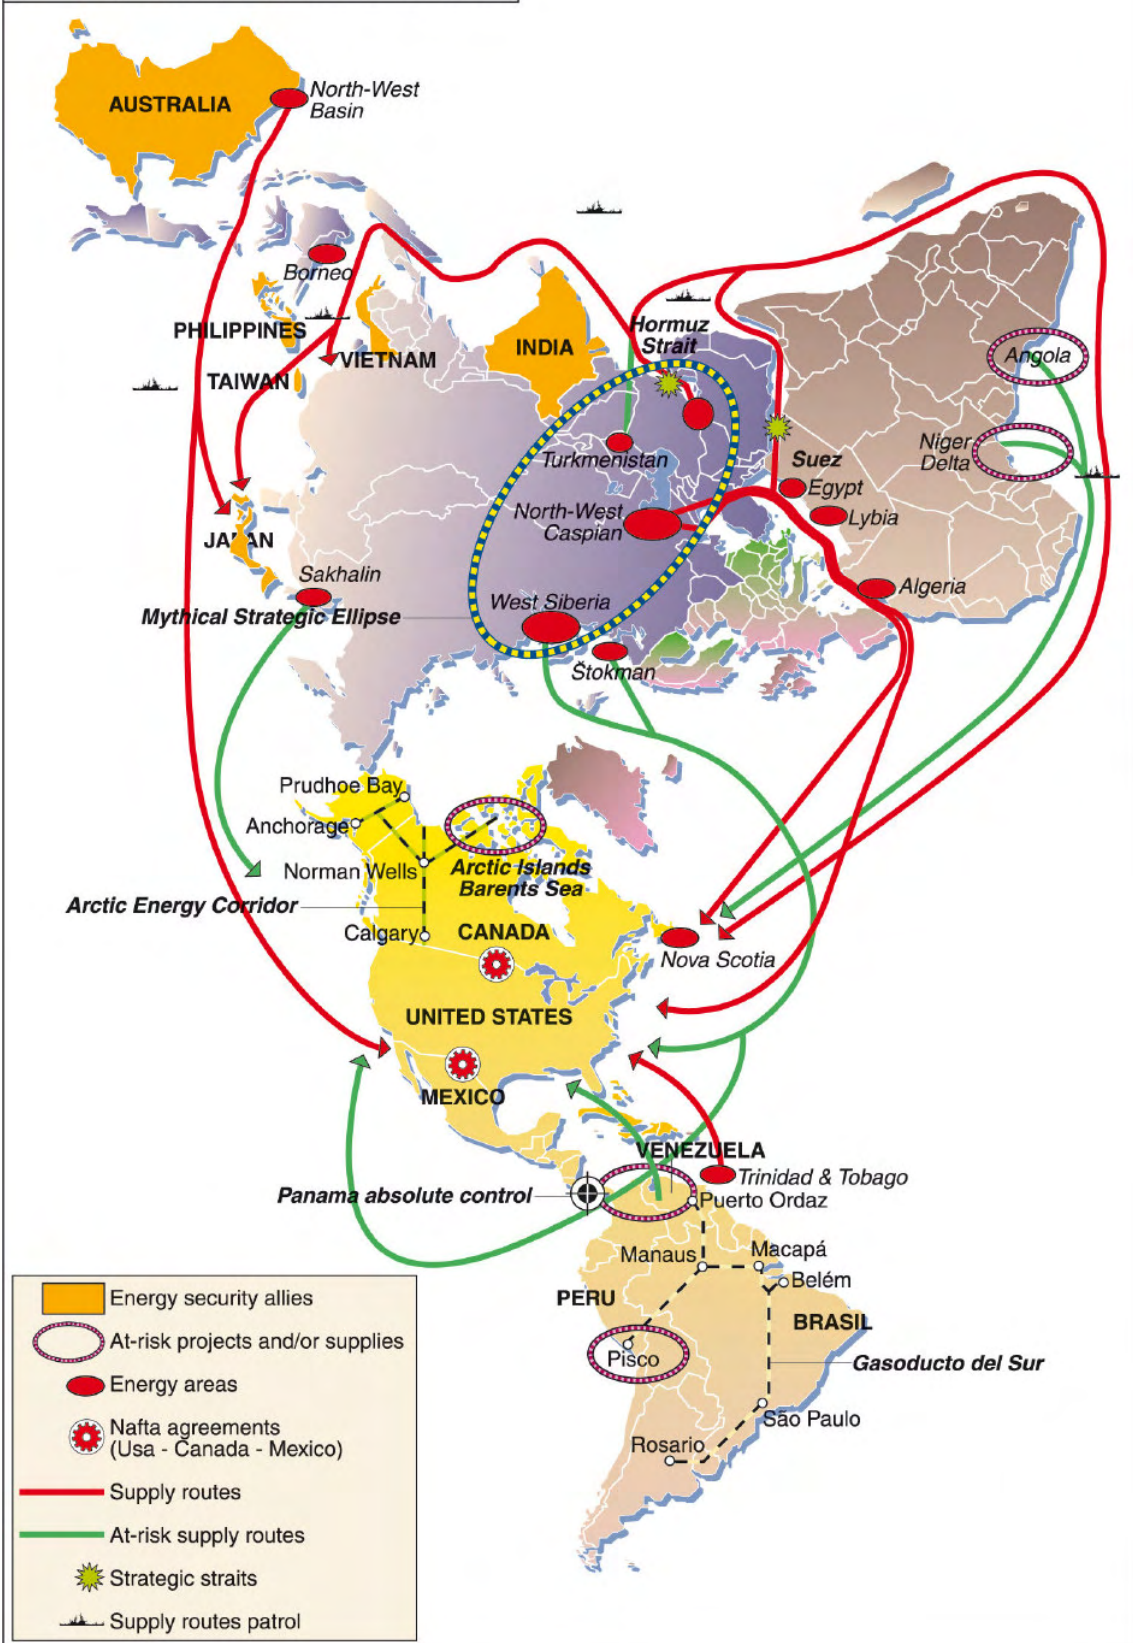 AUSTRALIA
North-West
Basin
Borneo
PHILIPPINES
VIETNAM
TAIWAN
INDIA
Hormuz
Strait
Angola
Niger
Delta
Turkmenistan
Suez
Egypt
North-West
Caspian
Lybia
JAPAN
Sakhalin
Algeria
West Siberia
Mythical Strategic Ellipse
Štokman
Prudhoe Bay
Anchorage
Norman Wells
Arctic Islands
Barents Sea
Arctic Energy Corridor
Calgary
CANADA
Nova Scotia
UNITED STATES
MEXICO
VENEZUELA
Trinidad & Tobago
Panama absolute control
Puerto Ordaz
Manaus
Macapá
Belém
PERU
BRASIL
Pisco
Gasoducto del Sur
São Paulo
Rosario
Energy security allies
At-risk projects and/or supplies
Energy areas
Nafta agreements
(Usa - Canada - Mexico)
Supply routes
At-risk supply routes
Strategic straits
Supply routes patrol